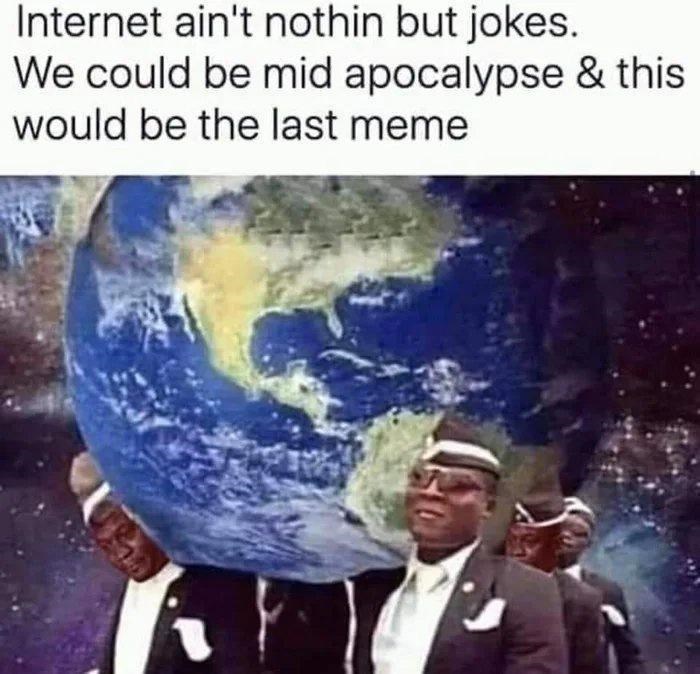 Internet ain't nothin but jokes.
We could be mid apocalypse & this
would be the last meme